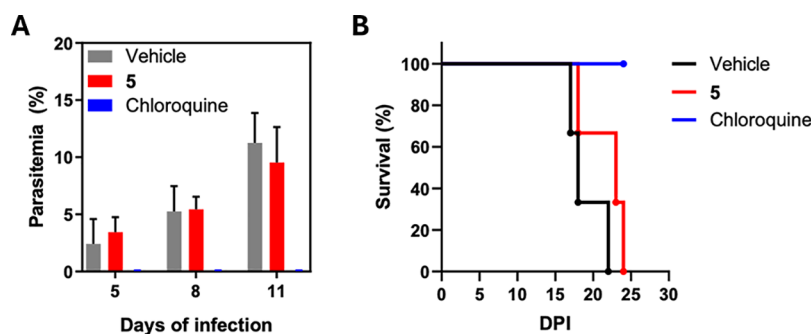 A
Parasitemia (%)
20
15
10
5
0
Vehicle
5
Chloroquine
5 8 11
Days of infection
B
Survival (%)
100
80
60
40
20
0
0 5 10 15 20 25 30
DPI
Vehicle
5
Chloroquine